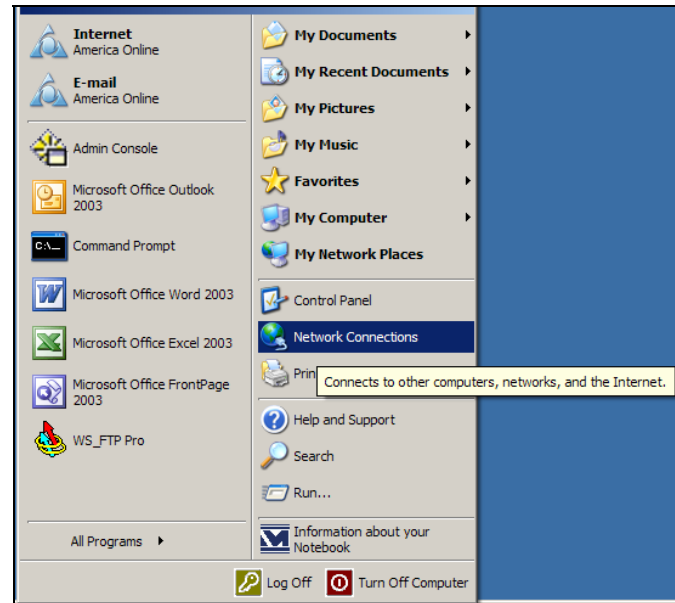 Internet
America Online
E-mail
America Online
Admin Console
Microsoft Office Outlook
2003
C:\_
Command Prompt
Microsoft Office Word 2003
Microsoft Office Excel 2003
Microsoft Office FrontPage
2003
WS_FTP Pro
All Programs
My Documents
My Recent Documents
My Pictures
My Music
Favorites
My Computer
My Network Places
Control Panel
Network Connections
Prin
Connects to other computers, networks, and the Internet.
Help and Support
Search
Run...
Information about your
Notebook
Log Off
Turn Off Computer